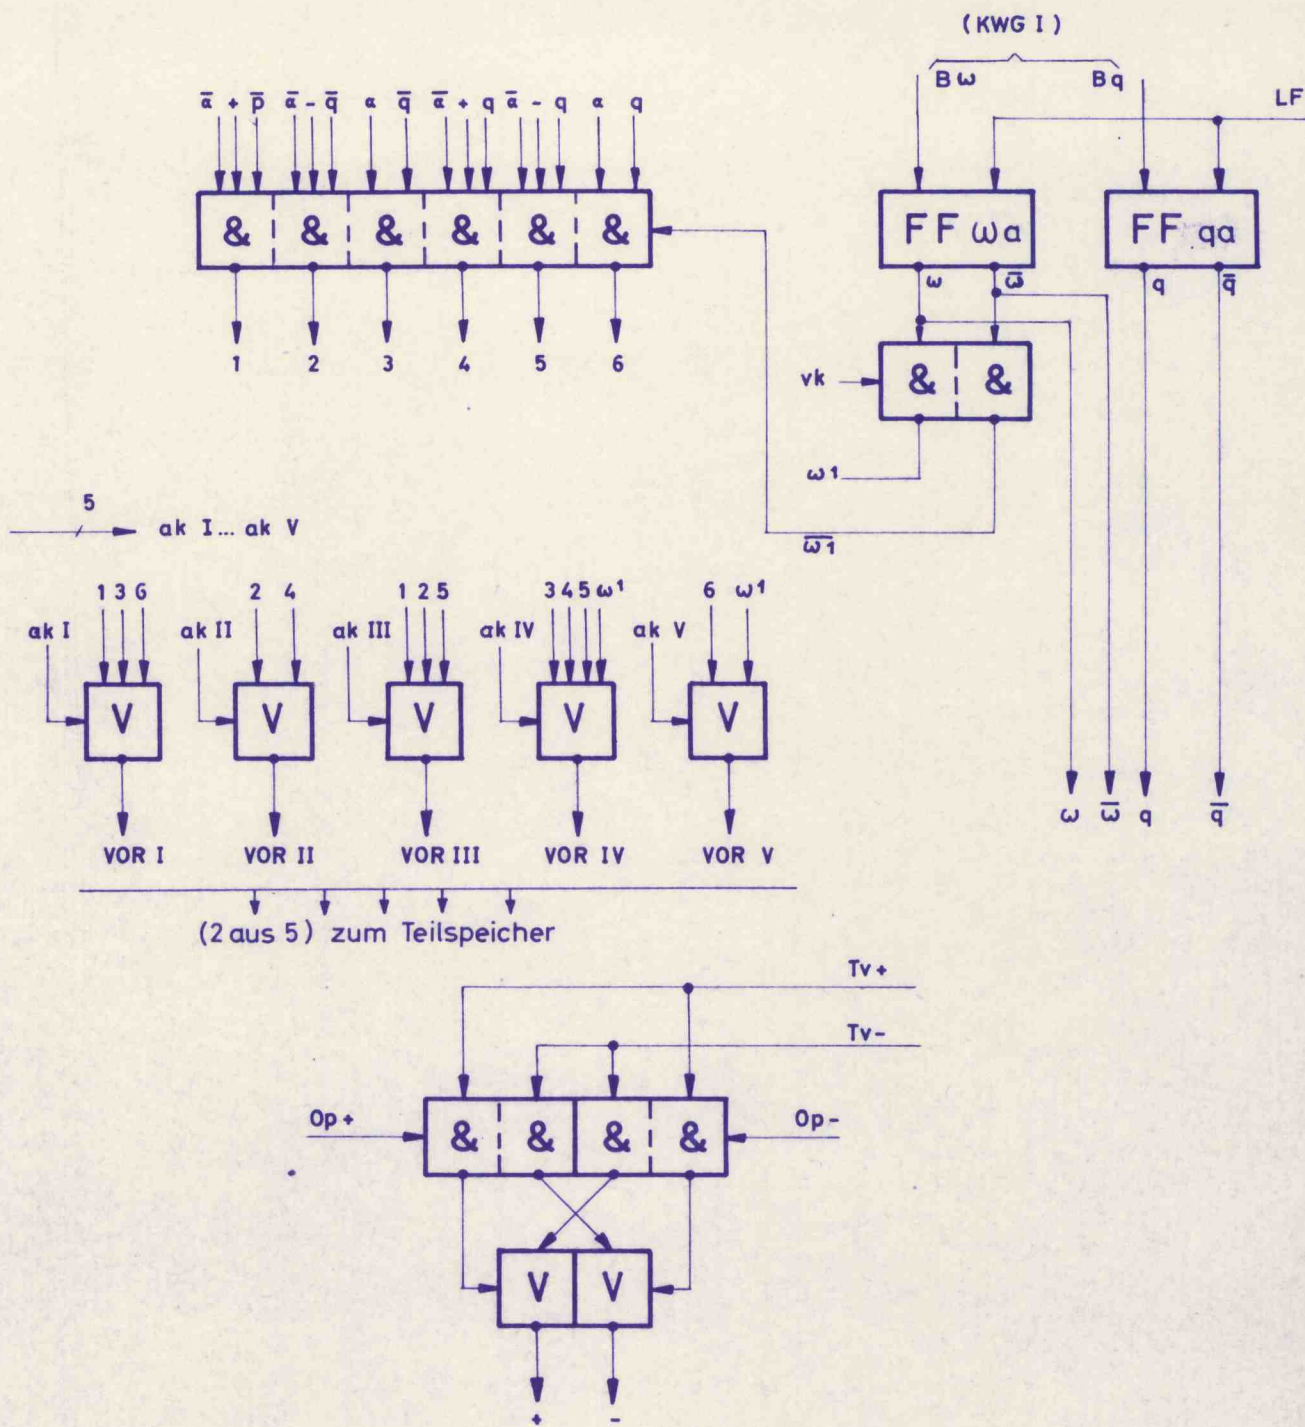 (KWG I)
Bω Bq
LF
ᾱ + p̄ ᾱ - q̄ α q̄ ᾱ + q ᾱ - q α q
& & & & & &
FF ωa FF qa
ω ω̄ q q̄
1 2 3 4 5 6
vk & &
ω1
ω̄1
5
ak I... ak V
1 3 6 2 4 1 2 5 3 4 5 ω1 6 ω1
ak I ak II ak III ak IV ak V
V V V V V
ω ω̄ q q̄
VOR I VOR II VOR III VOR IV VOR V
(2 aus 5) zum Teilspeicher
Tv+
Tv-
Op+ & & & & Op-
V V
+ -